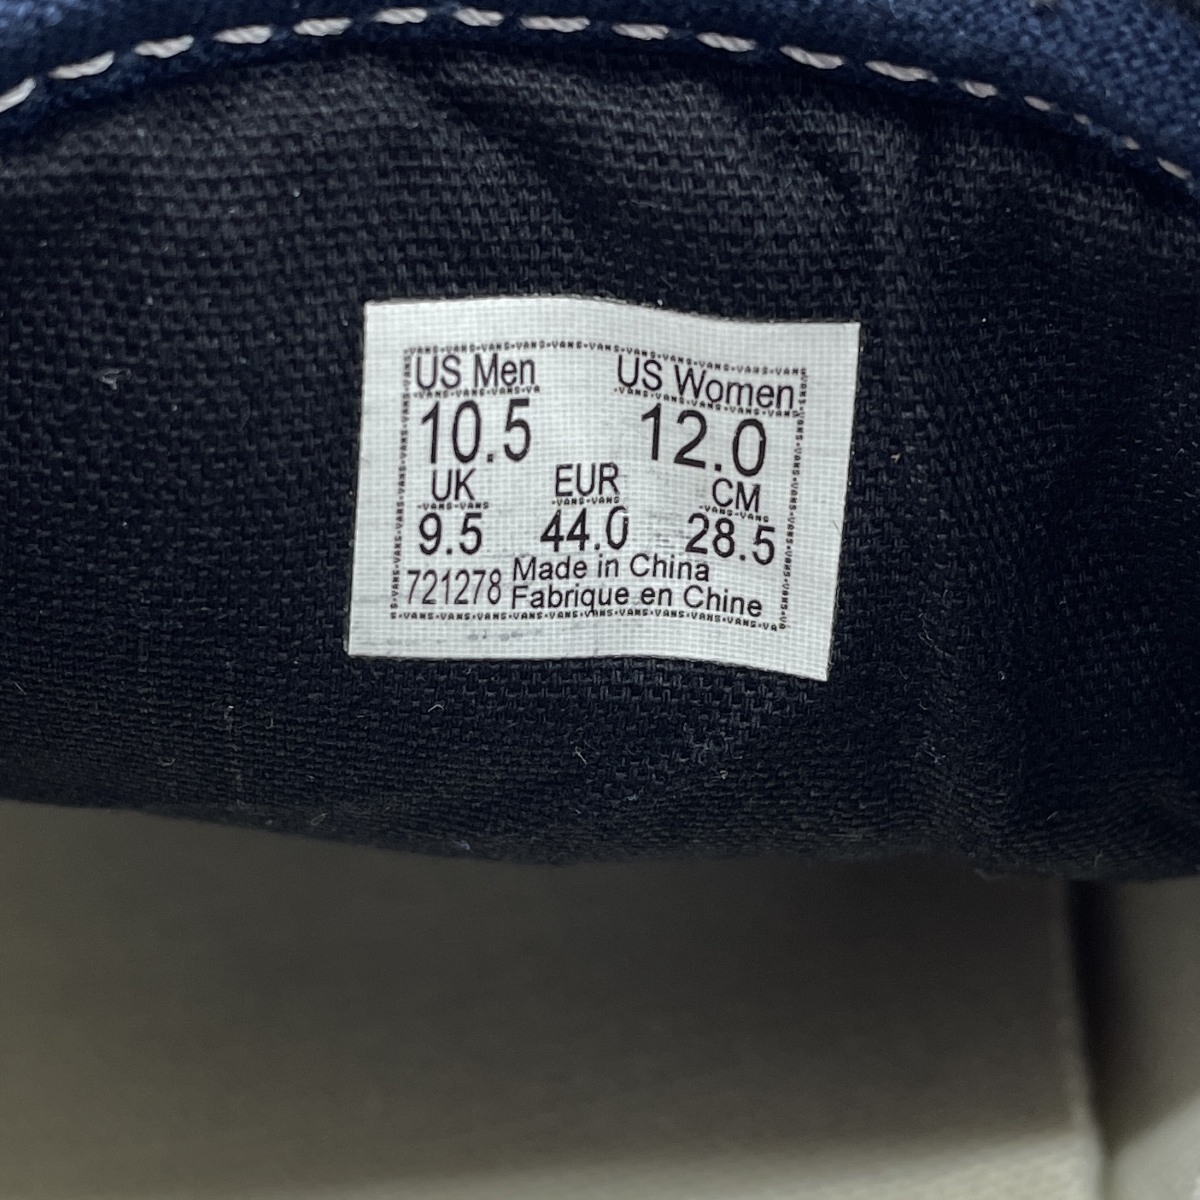 US Men US Women
10.5 12.0
UK EUR CM
9.5 44.0 28.5
721278 Made in China
Fabrique en Chine